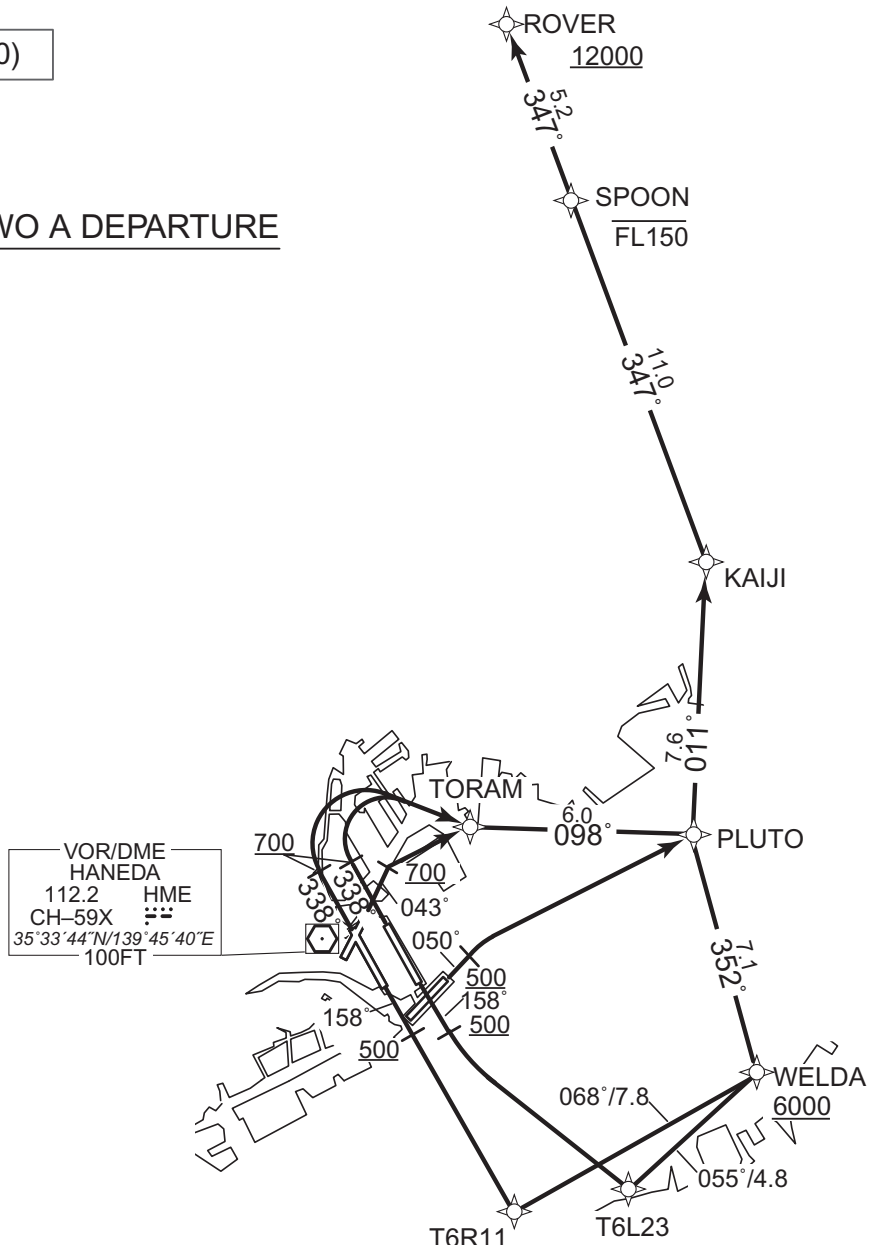 0)
WO A DEPARTURE
ROVER
12000
5.2
347°
SPOON
FL150
11.0
347°
KAIJI
7.6
011°
TORAM
6.0
098°
PLUTO
700
700
338°
338°
043°
VOR/DME
HANEDA
112.2 HME
CH–59X
35°33´44˝N/139°45´40˝E
100FT
050°
500
158°
158°
500
500
7.1
352°
WELDA
6000
068°/7.8
055°/4.8
T6L23
T6R11